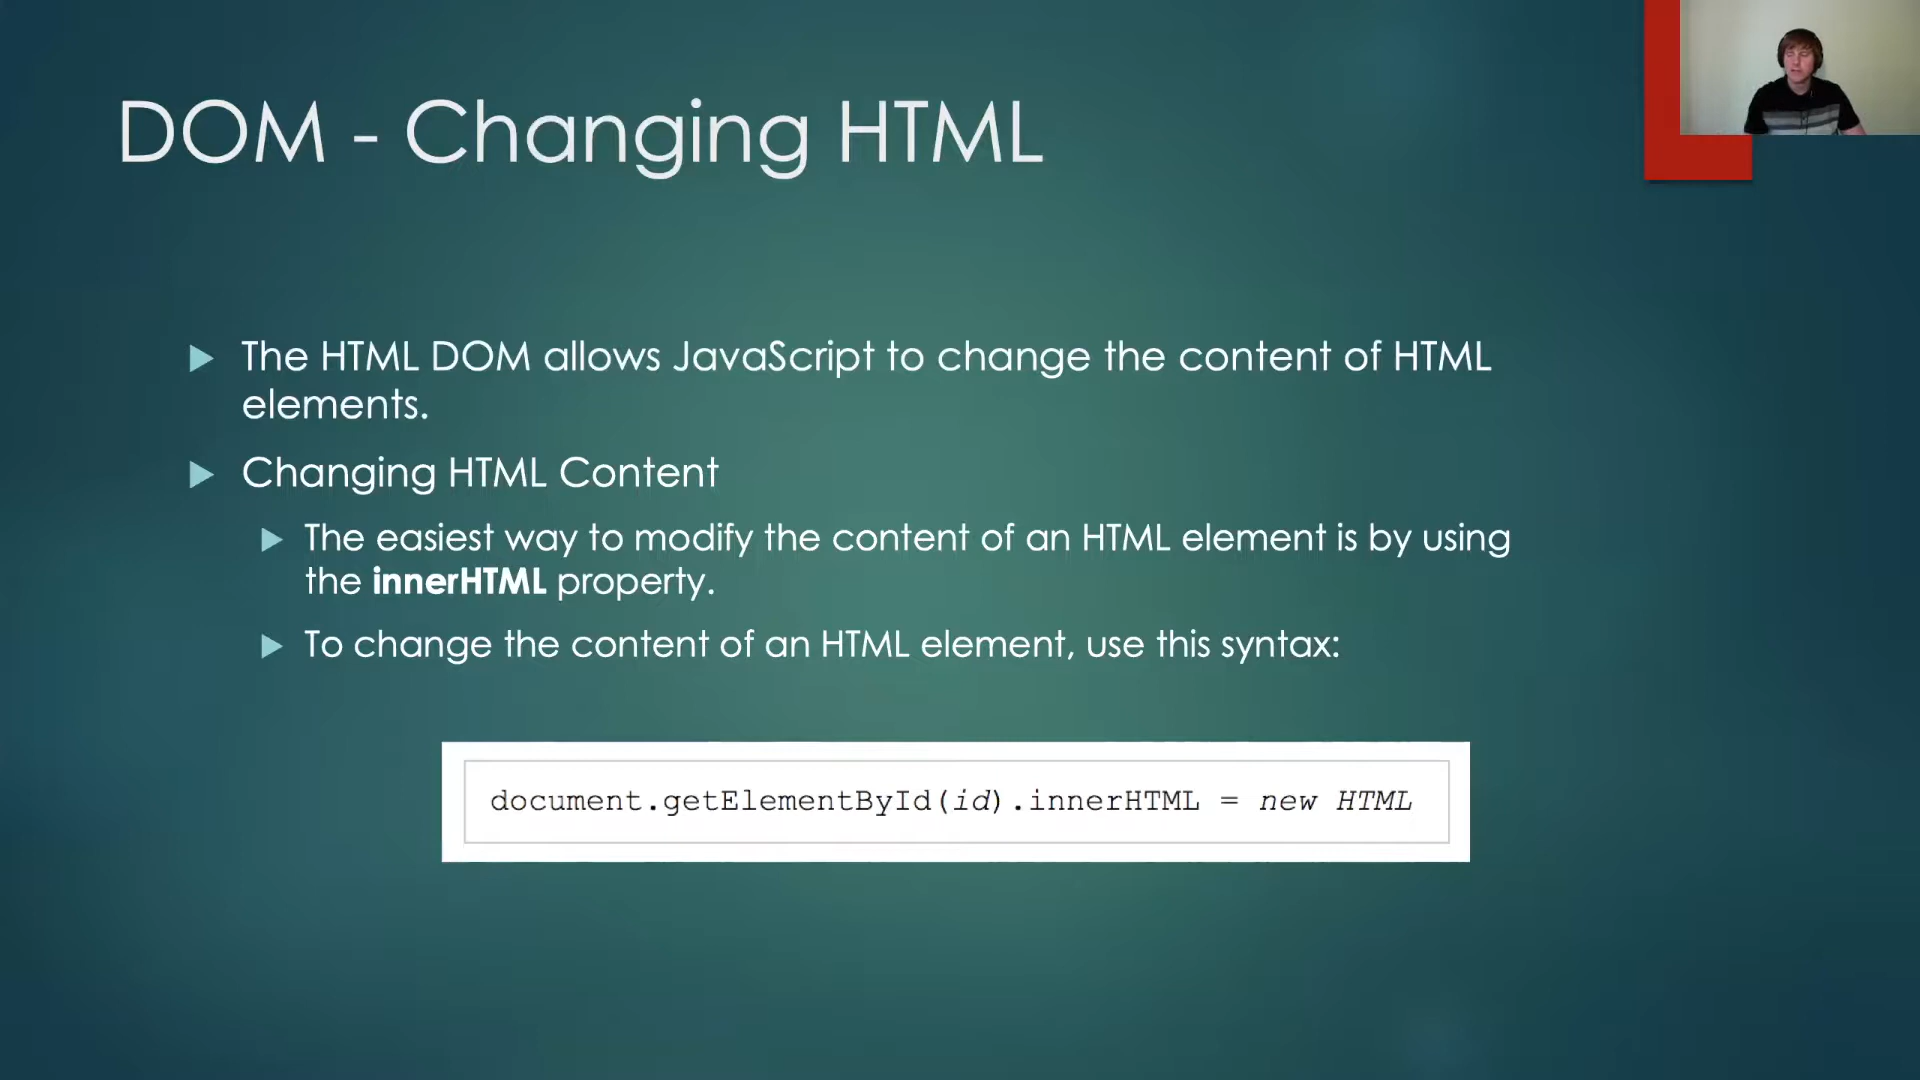 DOM - Changing HTML
The HTML DOM allows JavaScript to change the content of HTML
elements.
Changing HTML Content
The easiest way to modify the content of an HTML element is by using
the innerHTML property.
To change the content of an HTML element, use this syntax:
document.getElementById(id).innerHTML = new HTML